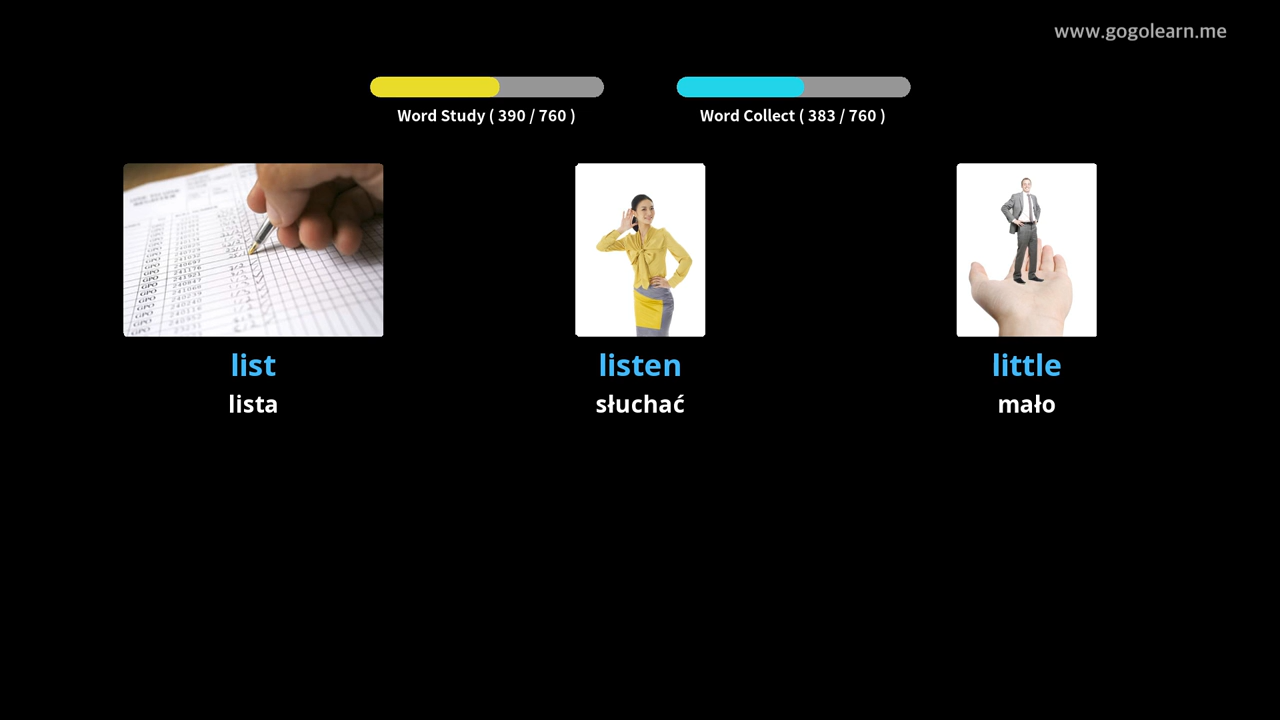 www.gogolearn.me
Word Study ( 390 / 760 )
Word Collect ( 383 / 760 )
list
listen
little
lista
słuchać
mało